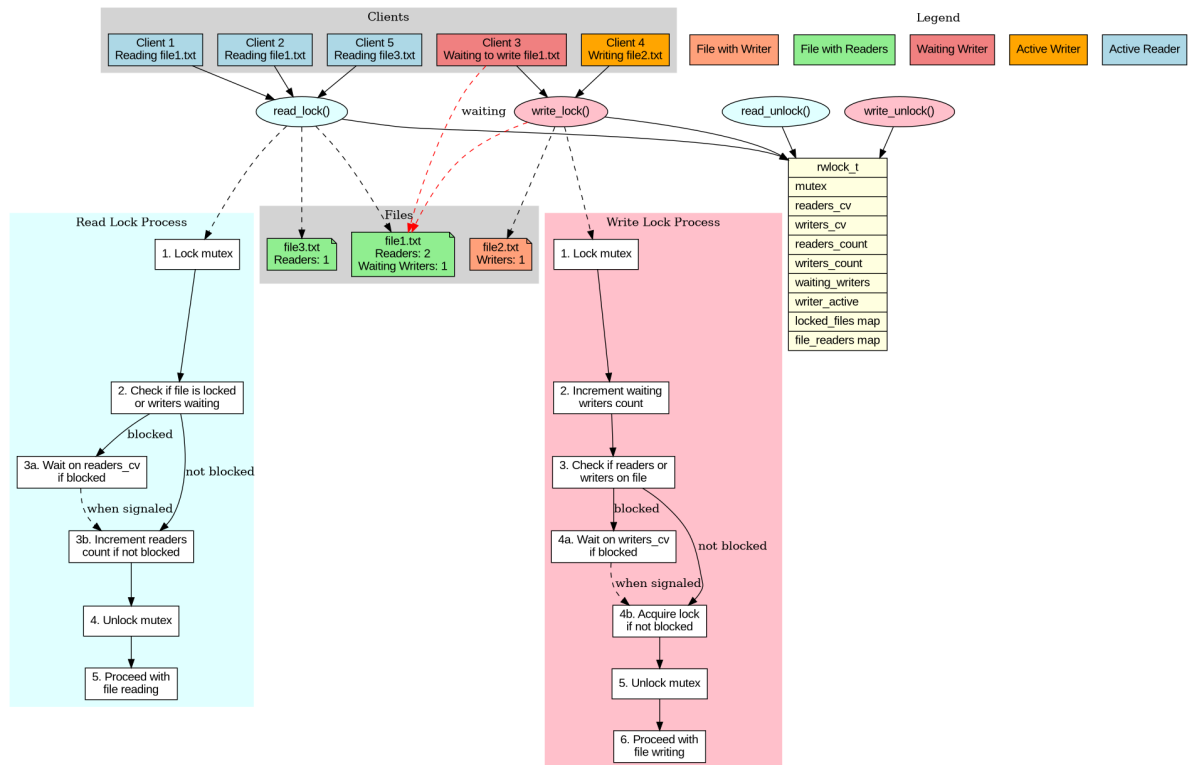 Clients
Client 1
Reading file1.txt
Client 2
Reading file1.txt
Client 5
Reading file3.txt
Client 3
Waiting to write file1.txt
Client 4
Writing file2.txt
Legend
File with Writer
File with Readers
Waiting Writer
Active Writer
Active Reader
read_lock()
waiting
write_lock()
read_unlock()
write_unlock()
rwlock_t
mutex
readers_cv
writers_cv
readers_count
writers_count
waiting_writers
writer_active
locked_files map
file_readers map
Files
file3.txt
Readers: 1
file1.txt
Readers: 2
Waiting Writers: 1
file2.txt
Writers: 1
Read Lock Process
1. Lock mutex
2. Check if file is locked
or writers waiting
blocked
not blocked
3a. Wait on readers_cv
if blocked
when signaled
3b. Increment readers
count if not blocked
4. Unlock mutex
5. Proceed with
file reading
Write Lock Process
1. Lock mutex
2. Increment waiting
writers count
3. Check if readers or
writers on file
blocked
not blocked
4a. Wait on writers_cv
if blocked
when signaled
4b. Acquire lock
if not blocked
5. Unlock mutex
6. Proceed with
file writing